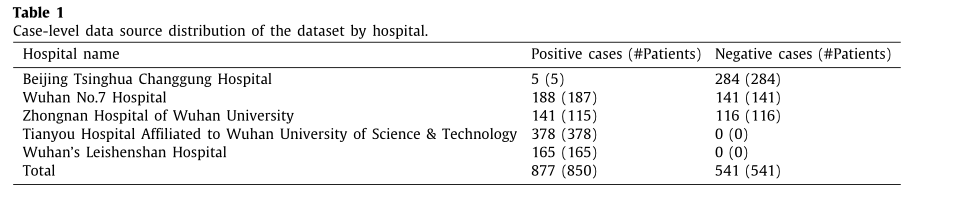 Table 1
Case-level data source distribution of the dataset by hospital.
Hospital name Positive cases (#Patients) Negative cases (#Patients)
Beijing Tsinghua Changgung Hospital 5 (5) 284 (284)
Wuhan No.7 Hospital 188 (187) 141 (141)
Zhongnan Hospital of Wuhan University 141 (115) 116 (116)
Tianyou Hospital Affiliated to Wuhan University of Science & Technology 378 (378) 0 (0)
Wuhan's Leishenshan Hospital 165 (165) 0 (0)
Total 877 (850) 541 (541)